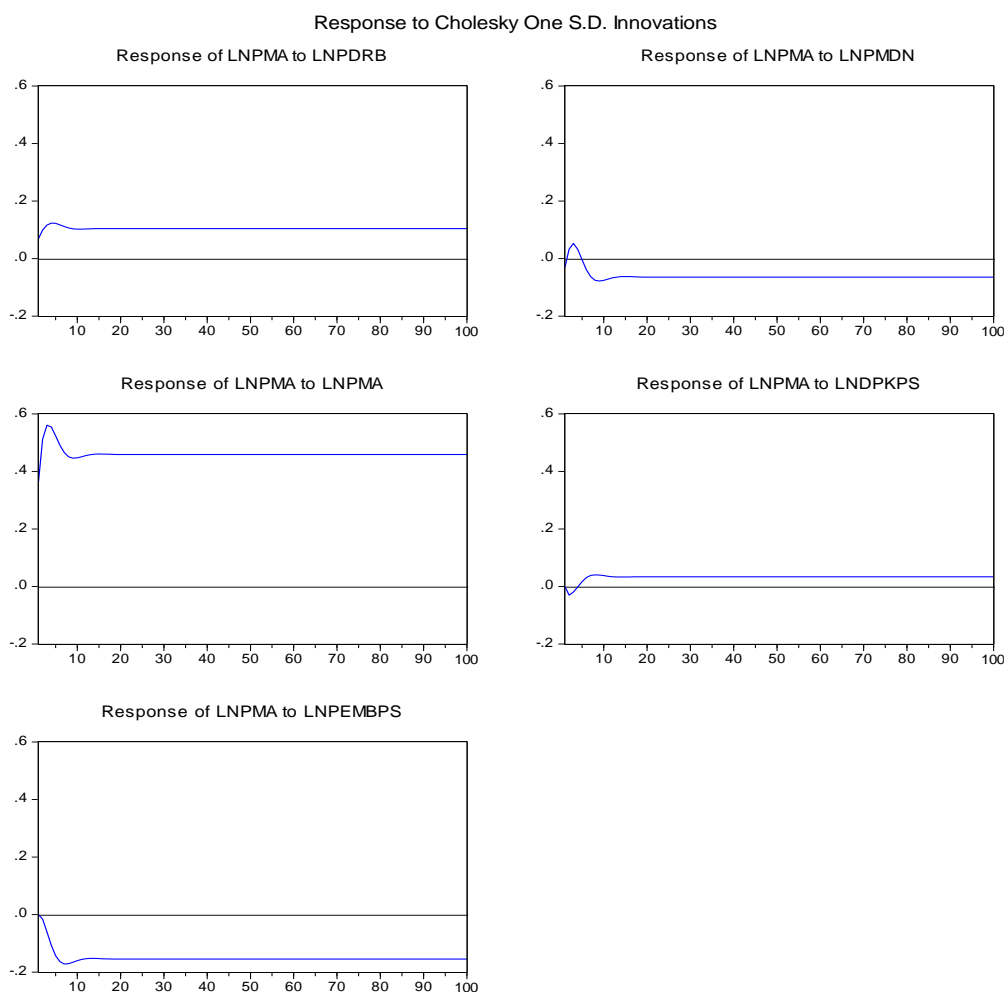 Response to Cholesky One S.D. Innovations
Response of LNPMA to LNPDRB
.6
.4
.2
.0
-.2
10 20 30 40 50 60 70 80 90 100
Response of LNPMA to LNPMDN
.6
.4
.2
.0
-.2
10 20 30 40 50 60 70 80 90 100
Response of LNPMA to LNPMA
.6
.4
.2
.0
-.2
10 20 30 40 50 60 70 80 90 100
Response of LNPMA to LNDPKPS
.6
.4
.2
.0
-.2
10 20 30 40 50 60 70 80 90 100
Response of LNPMA to LNPEMBPS
.6
.4
.2
.0
-.2
10 20 30 40 50 60 70 80 90 100